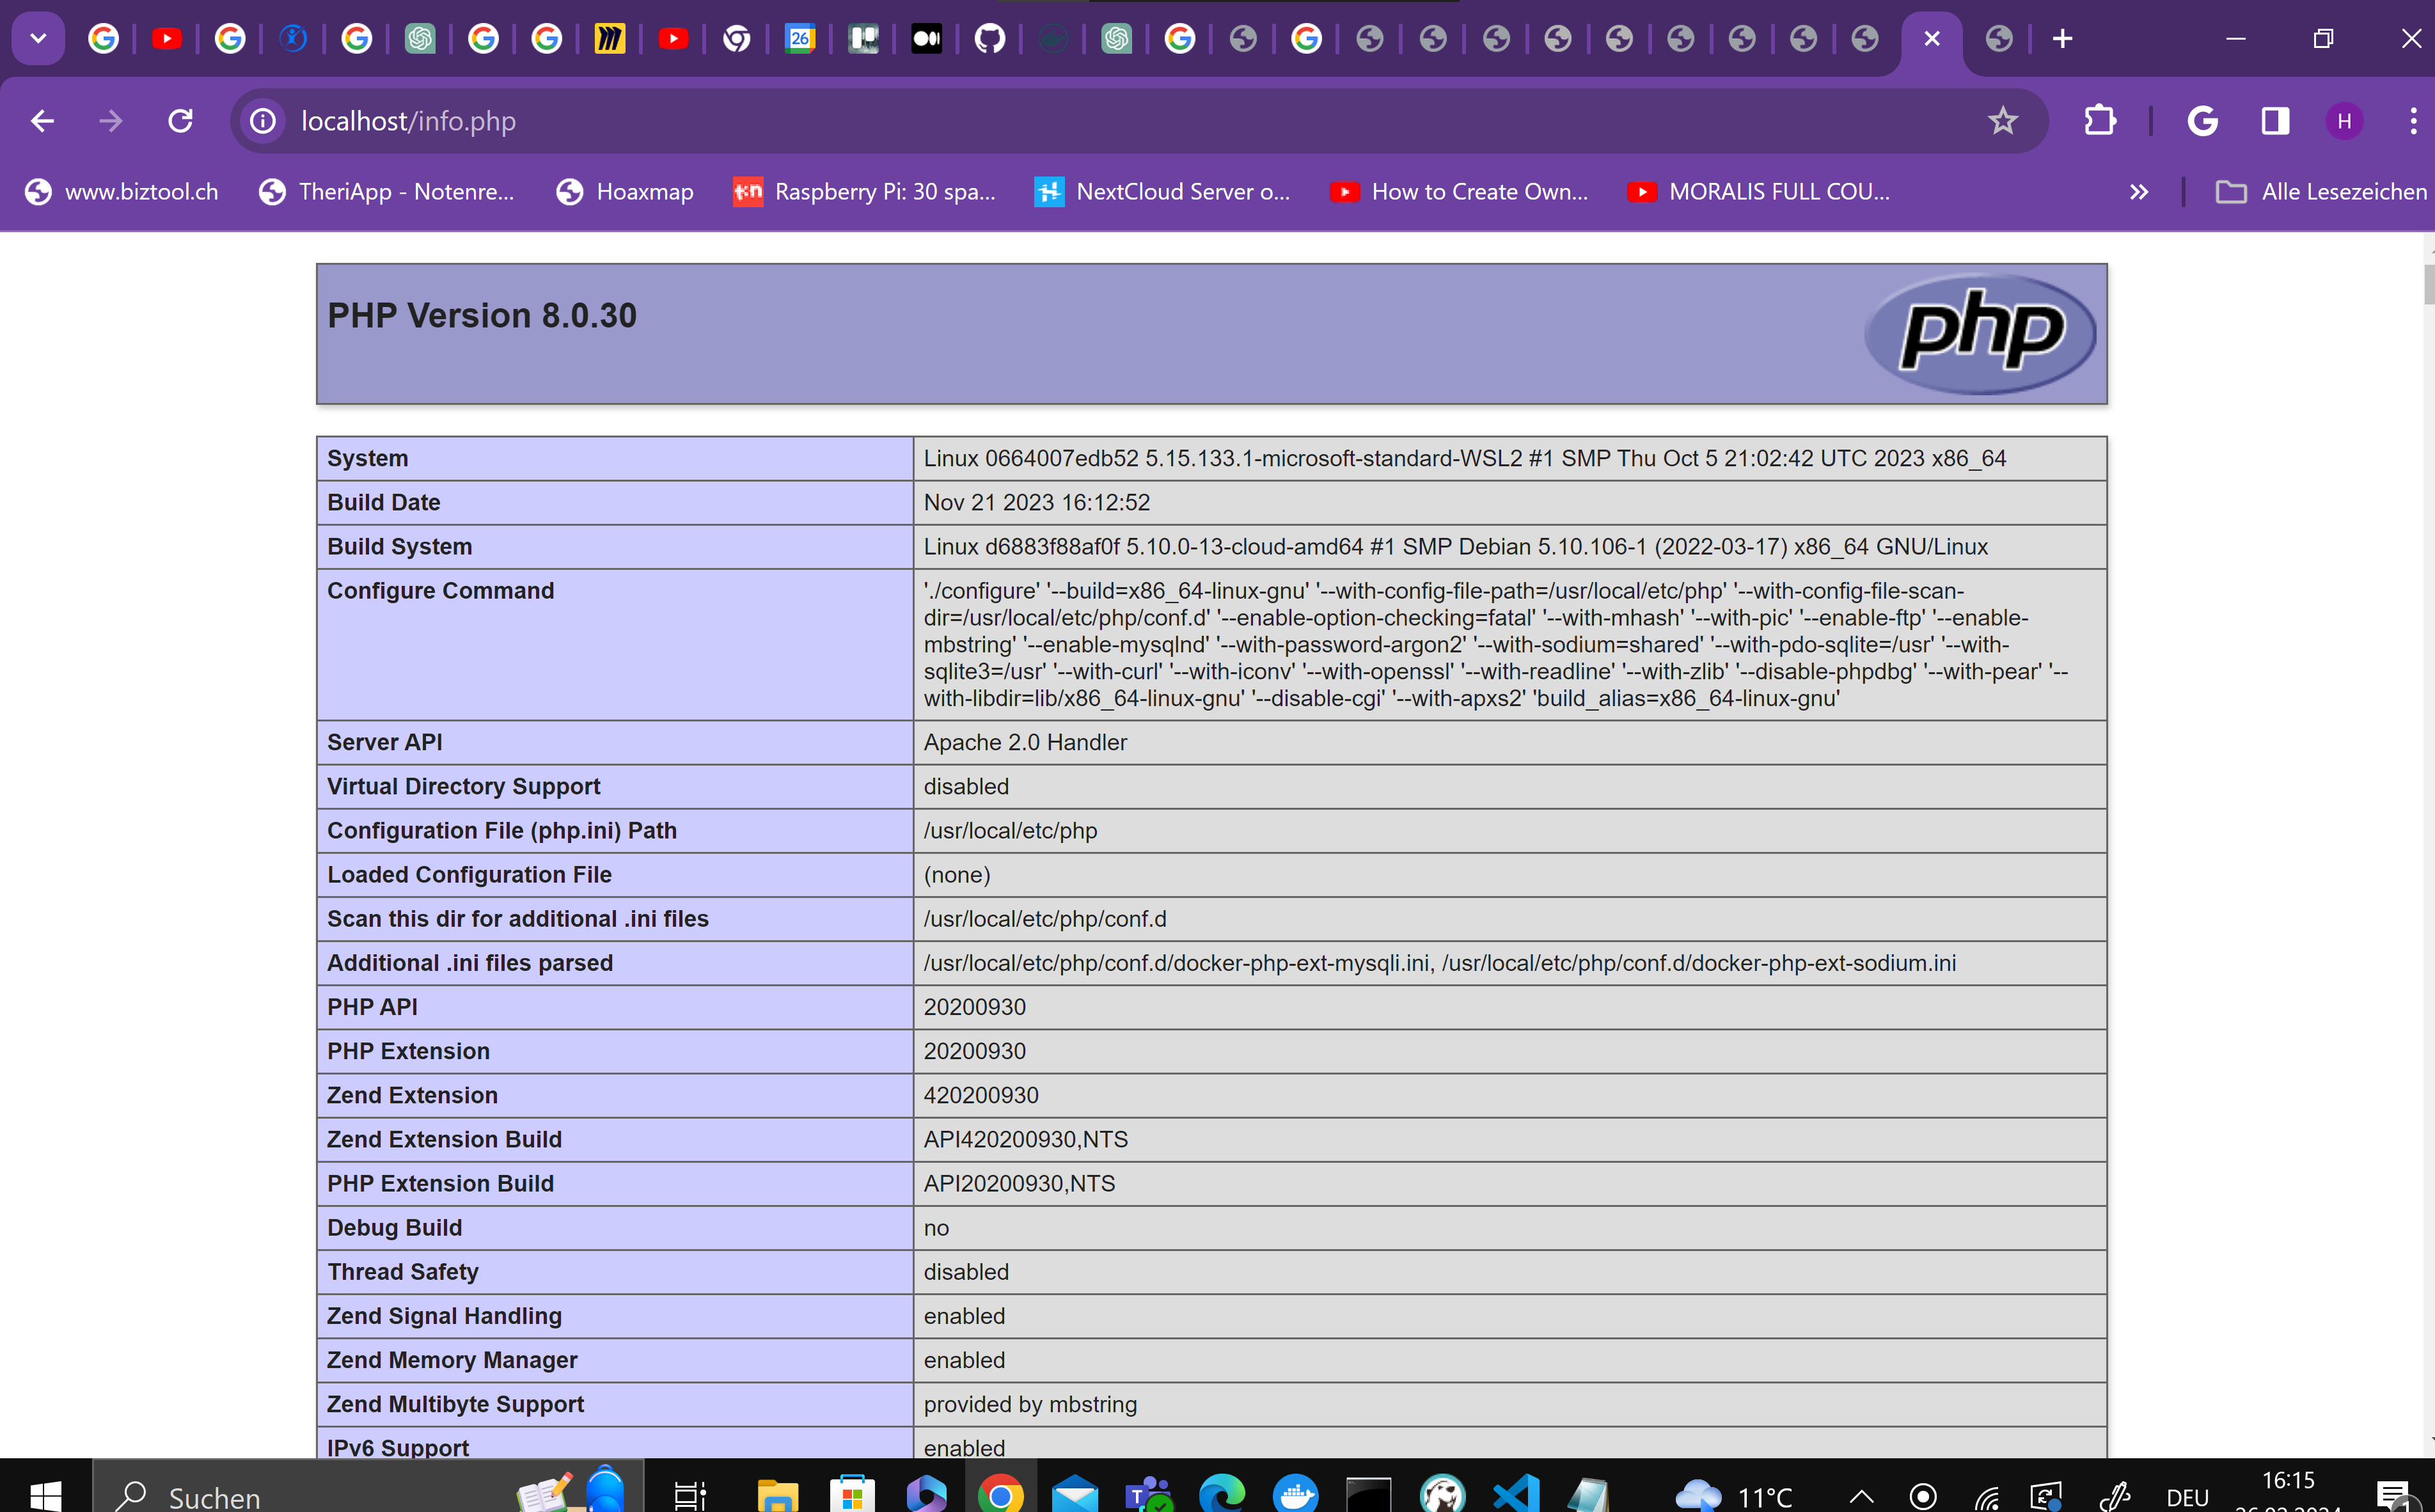 26
localhost/info.php
H
www.biztool.ch
TheriApp - Notenre...
Hoaxmap
Raspberry Pi: 30 spa...
NextCloud Server o...
How to Create Own...
MORALIS FULL COU...
Alle Lesezeichen
PHP Version 8.0.30
php
System Linux 0664007edb52 5.15.133.1-microsoft-standard-WSL2 #1 SMP Thu Oct 5 21:02:42 UTC 2023 x86_64
Build Date Nov 21 2023 16:12:52
Build System Linux d6883f88af0f 5.10.0-13-cloud-amd64 #1 SMP Debian 5.10.106-1 (2022-03-17) x86_64 GNU/Linux
Configure Command './configure' '--build=x86_64-linux-gnu' '--with-config-file-path=/usr/local/etc/php' '--with-config-file-scan-
dir=/usr/local/etc/php/conf.d' '--enable-option-checking=fatal' '--with-mhash' '--with-pic' '--enable-ftp' '--enable-
mbstring' '--enable-mysqlnd' '--with-password-argon2' '--with-sodium=shared' '--with-pdo-sqlite=/usr' '--with-
sqlite3=/usr' '--with-curl' '--with-iconv' '--with-openssl' '--with-readline' '--with-zlib' '--disable-phpdbg' '--with-pear' '--
with-libdir=lib/x86_64-linux-gnu' '--disable-cgi' '--with-apxs2' 'build_alias=x86_64-linux-gnu'
Server API Apache 2.0 Handler
Virtual Directory Support disabled
Configuration File (php.ini) Path /usr/local/etc/php
Loaded Configuration File (none)
Scan this dir for additional .ini files /usr/local/etc/php/conf.d
Additional .ini files parsed /usr/local/etc/php/conf.d/docker-php-ext-mysqli.ini, /usr/local/etc/php/conf.d/docker-php-ext-sodium.ini
PHP API 20200930
PHP Extension 20200930
Zend Extension 420200930
Zend Extension Build API420200930,NTS
PHP Extension Build API20200930,NTS
Debug Build no
Thread Safety disabled
Zend Signal Handling enabled
Zend Memory Manager enabled
Zend Multibyte Support provided by mbstring
IPv6 Support enabled
Suchen
11°C
DEU
16:15